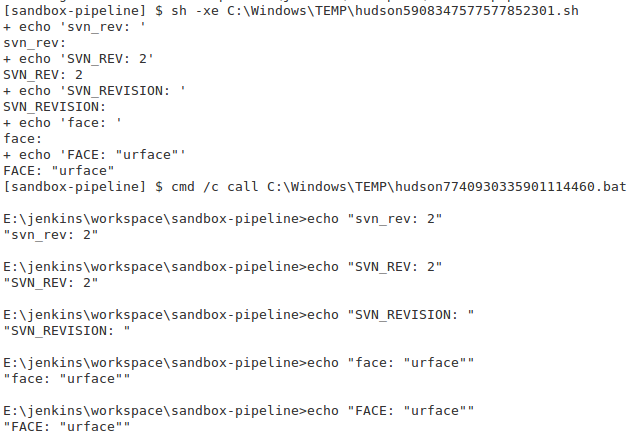 [sandbox-pipeline] $ sh -xe C:\Windows\TEMP\hudson5908347577577852301.sh
+ echo 'svn_rev: '
svn_rev:
+ echo 'SVN_REV: 2'
SVN_REV: 2
+ echo 'SVN_REVISION: '
SVN_REVISION:
+ echo 'face: '
face:
+ echo 'FACE: "urface"'
FACE: "urface"
[sandbox-pipeline] $ cmd /c call C:\Windows\TEMP\hudson7740930335901114460.bat
E:\jenkins\workspace\sandbox-pipeline>echo "svn_rev: 2"
"svn_rev: 2"
E:\jenkins\workspace\sandbox-pipeline>echo "SVN_REV: 2"
"SVN_REV: 2"
E:\jenkins\workspace\sandbox-pipeline>echo "SVN_REVISION: "
"SVN_REVISION: "
E:\jenkins\workspace\sandbox-pipeline>echo "face: "urface""
"face: "urface""
E:\jenkins\workspace\sandbox-pipeline>echo "FACE: "urface""
"FACE: "urface""